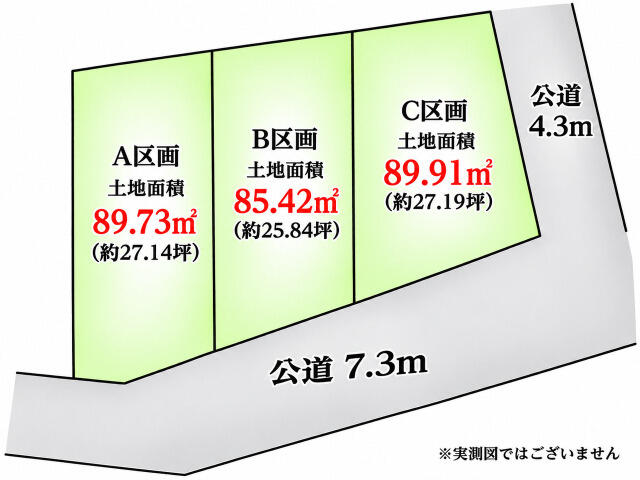 A区画
土地面積
89.73㎡
(約27.14坪)
B区画
土地面積
85.42㎡
(約25.84坪)
C区画
土地面積
89.91㎡
(約27.19坪)
公道
4.3m
公道 7.3m
※実測図ではございません